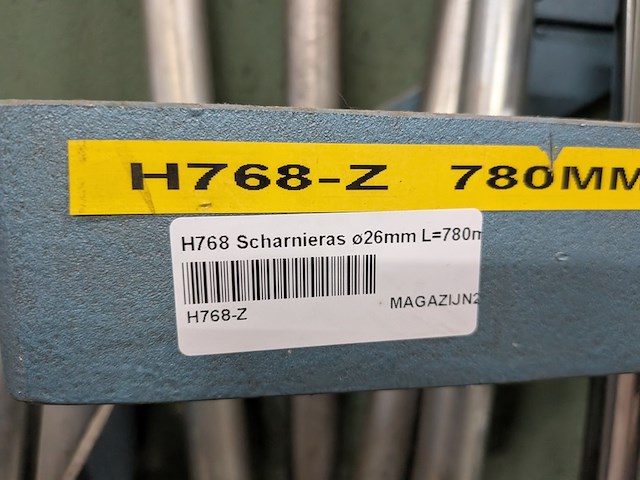 H768-Z 780MM
H768 Scharnieras ø26mm L=780m
H768-Z
MAGAZIJN2